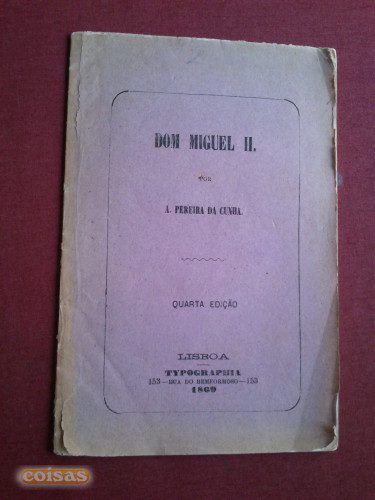 DOM MIGUEL II.
POR
A. PEREIRA DA CUNHA.
QUARTA EDIÇÃO
LISBOA
TYPOGRAPHIA
153—RUA DO BEMFORMOSO—153
1869
coisas